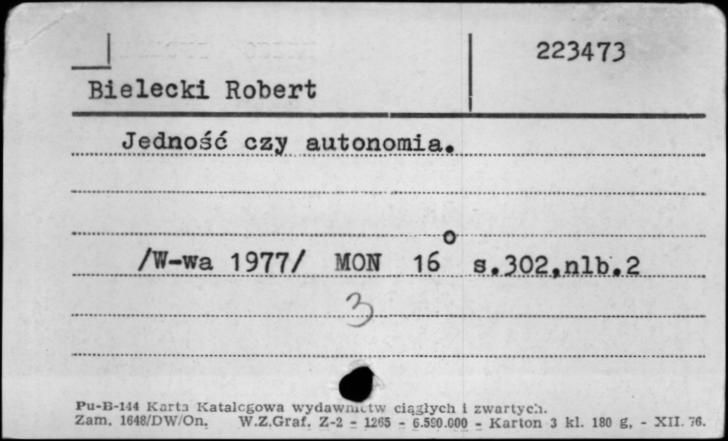 223473
Bielecki Robert
Jedność czy autonomia.
/W-wa 1977/ MON 16° s.302,nlb.2
3
Pu-B-144 Karta Katalogowa wydawnictw ciągłych i zwartych.
Zam. 1648/DW/On. W.Z.Graf. Z-2 - 1265 - 6.590.000 - Karton 3 kl. 180 g. - XII. 76.